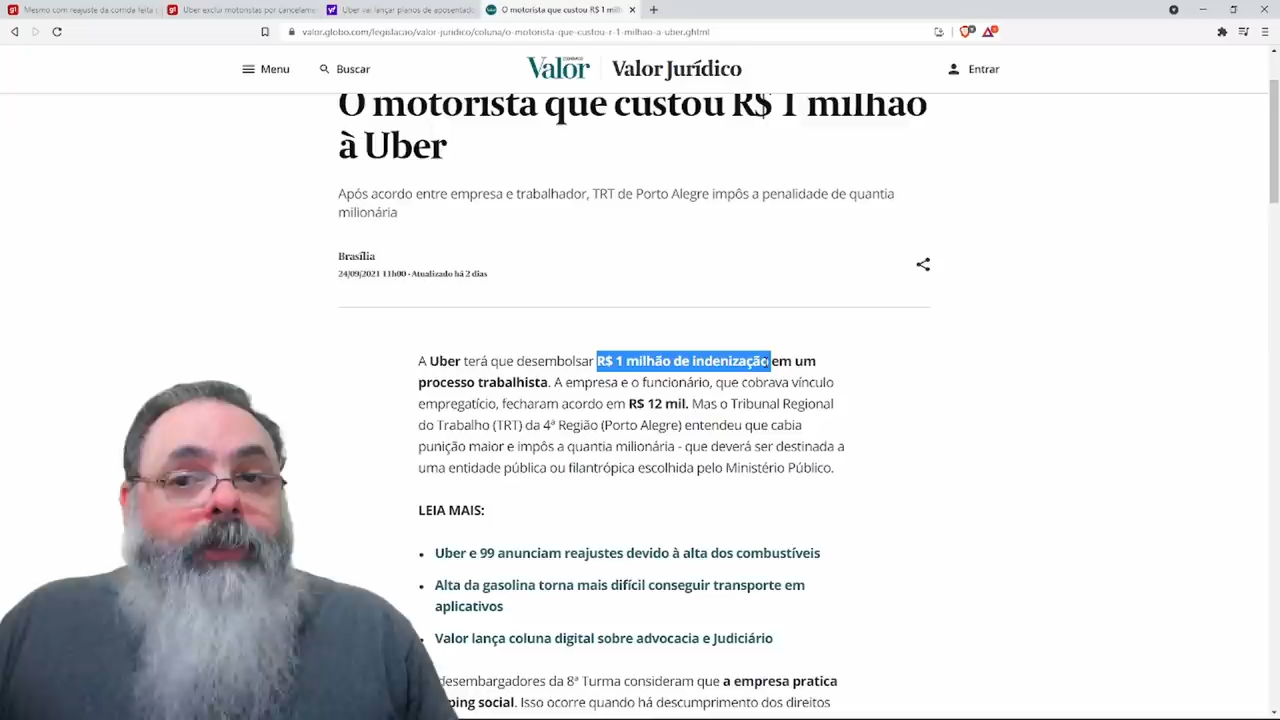 Mesmo com reajuste da corrida feita
Uber exclui motoristas por cancelame
Uber vai lançar planos de aposentado
O motorista que custou R$ 1 milh
valor.globo.com/legislacao/valor-juridico/coluna/o-motorista-que-custou-r-1-milhao-a-uber.ghtml
Menu
Buscar
Valor
ECONÔMICO
Valor Jurídico
Entrar
O motorista que custou R$ 1 milhão
à Uber
Após acordo entre empresa e trabalhador, TRT de Porto Alegre impôs a penalidade de quantia
milionária
Brasília
24/09/2021 11h00 · Atualizado há 2 dias
A Uber terá que desembolsar R$ 1 milhão de indenização em um
processo trabalhista. A empresa e o funcionário, que cobrava vínculo
empregatício, fecharam acordo em R$ 12 mil. Mas o Tribunal Regional
do Trabalho (TRT) da 4ª Região (Porto Alegre) entendeu que cabia
punição maior e impôs a quantia milionária - que deverá ser destinada a
uma entidade pública ou filantrópica escolhida pelo Ministério Público.
LEIA MAIS:
• Uber e 99 anunciam reajustes devido à alta dos combustíveis
• Alta da gasolina torna mais difícil conseguir transporte em
aplicativos
• Valor lança coluna digital sobre advocacia e Judiciário
desembargadores da 8ª Turma consideram que a empresa pratica
ping social. Isso ocorre quando há descumprimento dos direitos